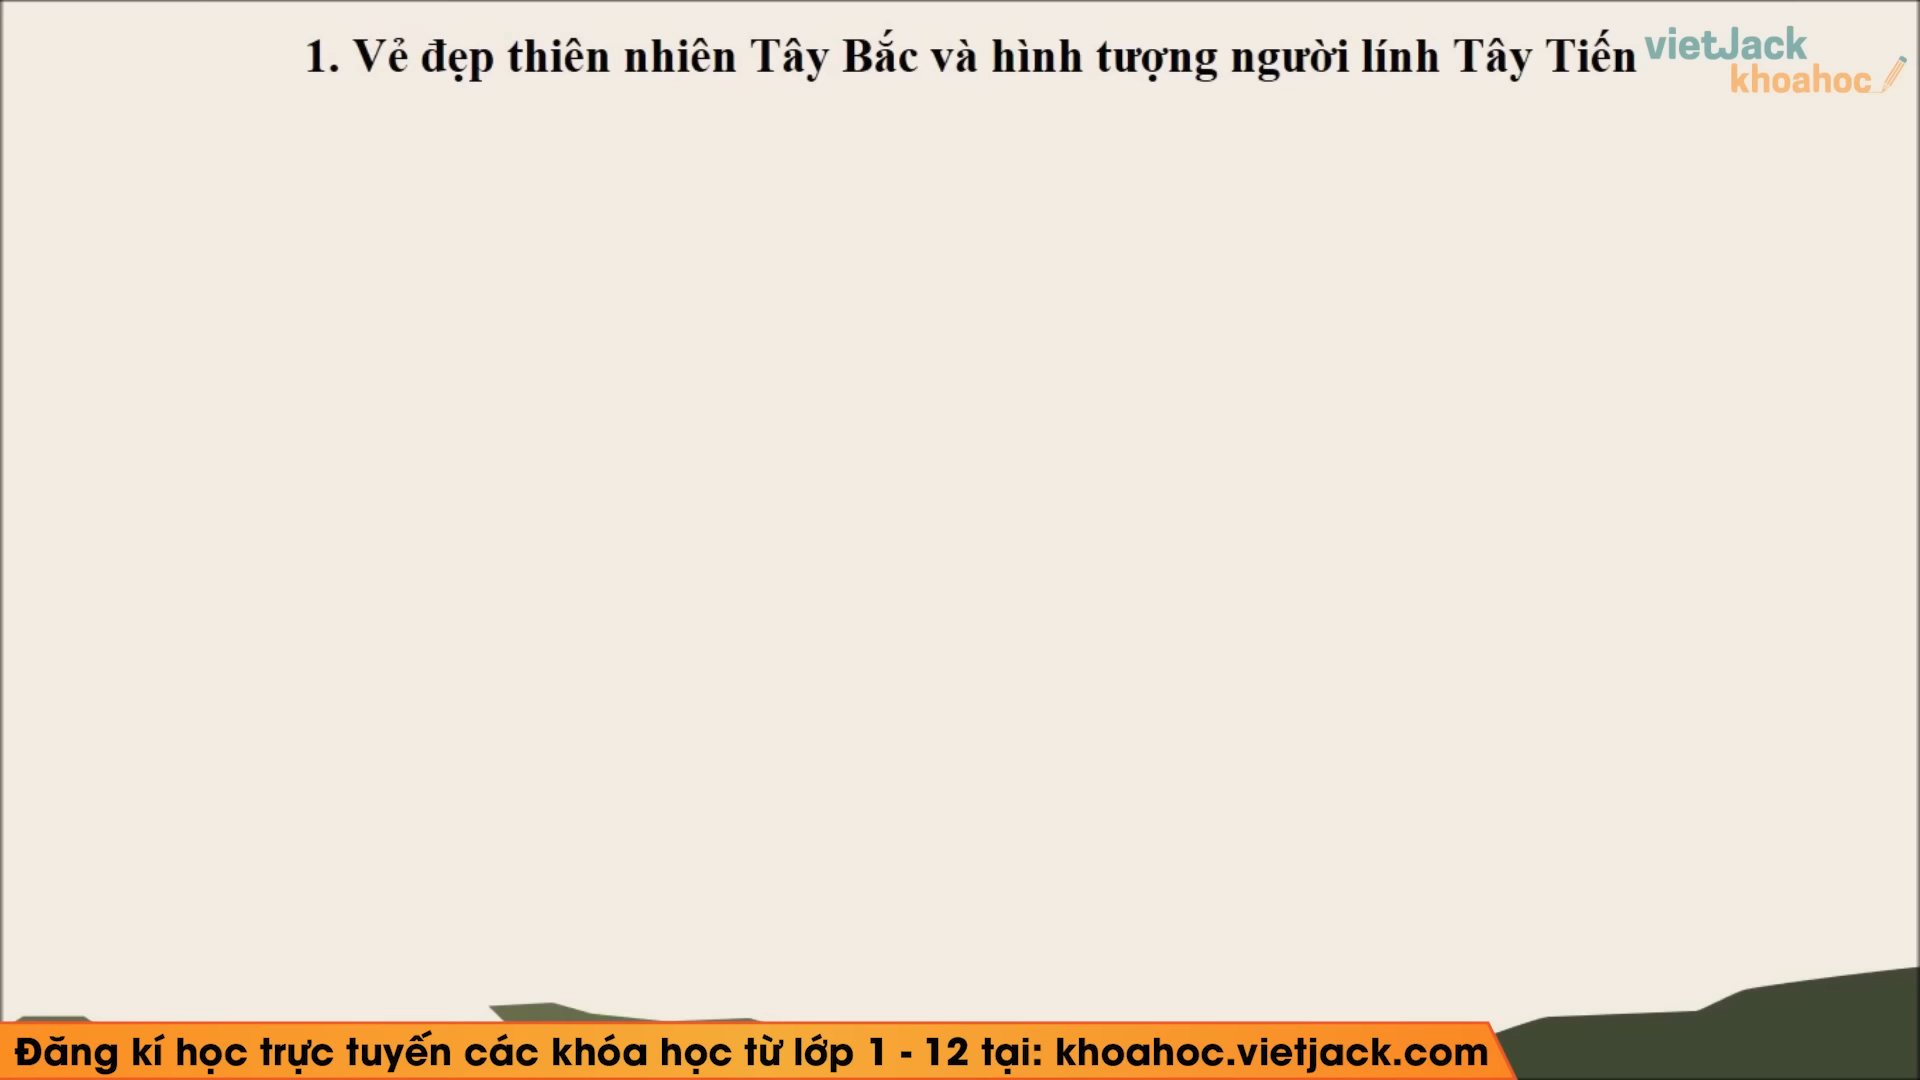 1. Vẻ đẹp thiên nhiên Tây Bắc và hình tượng người lính Tây Tiến
vietJack
khoahoc
Đăng kí học trực tuyến các khóa học từ lớp 1 - 12 tại: khoahoc.vietjack.com